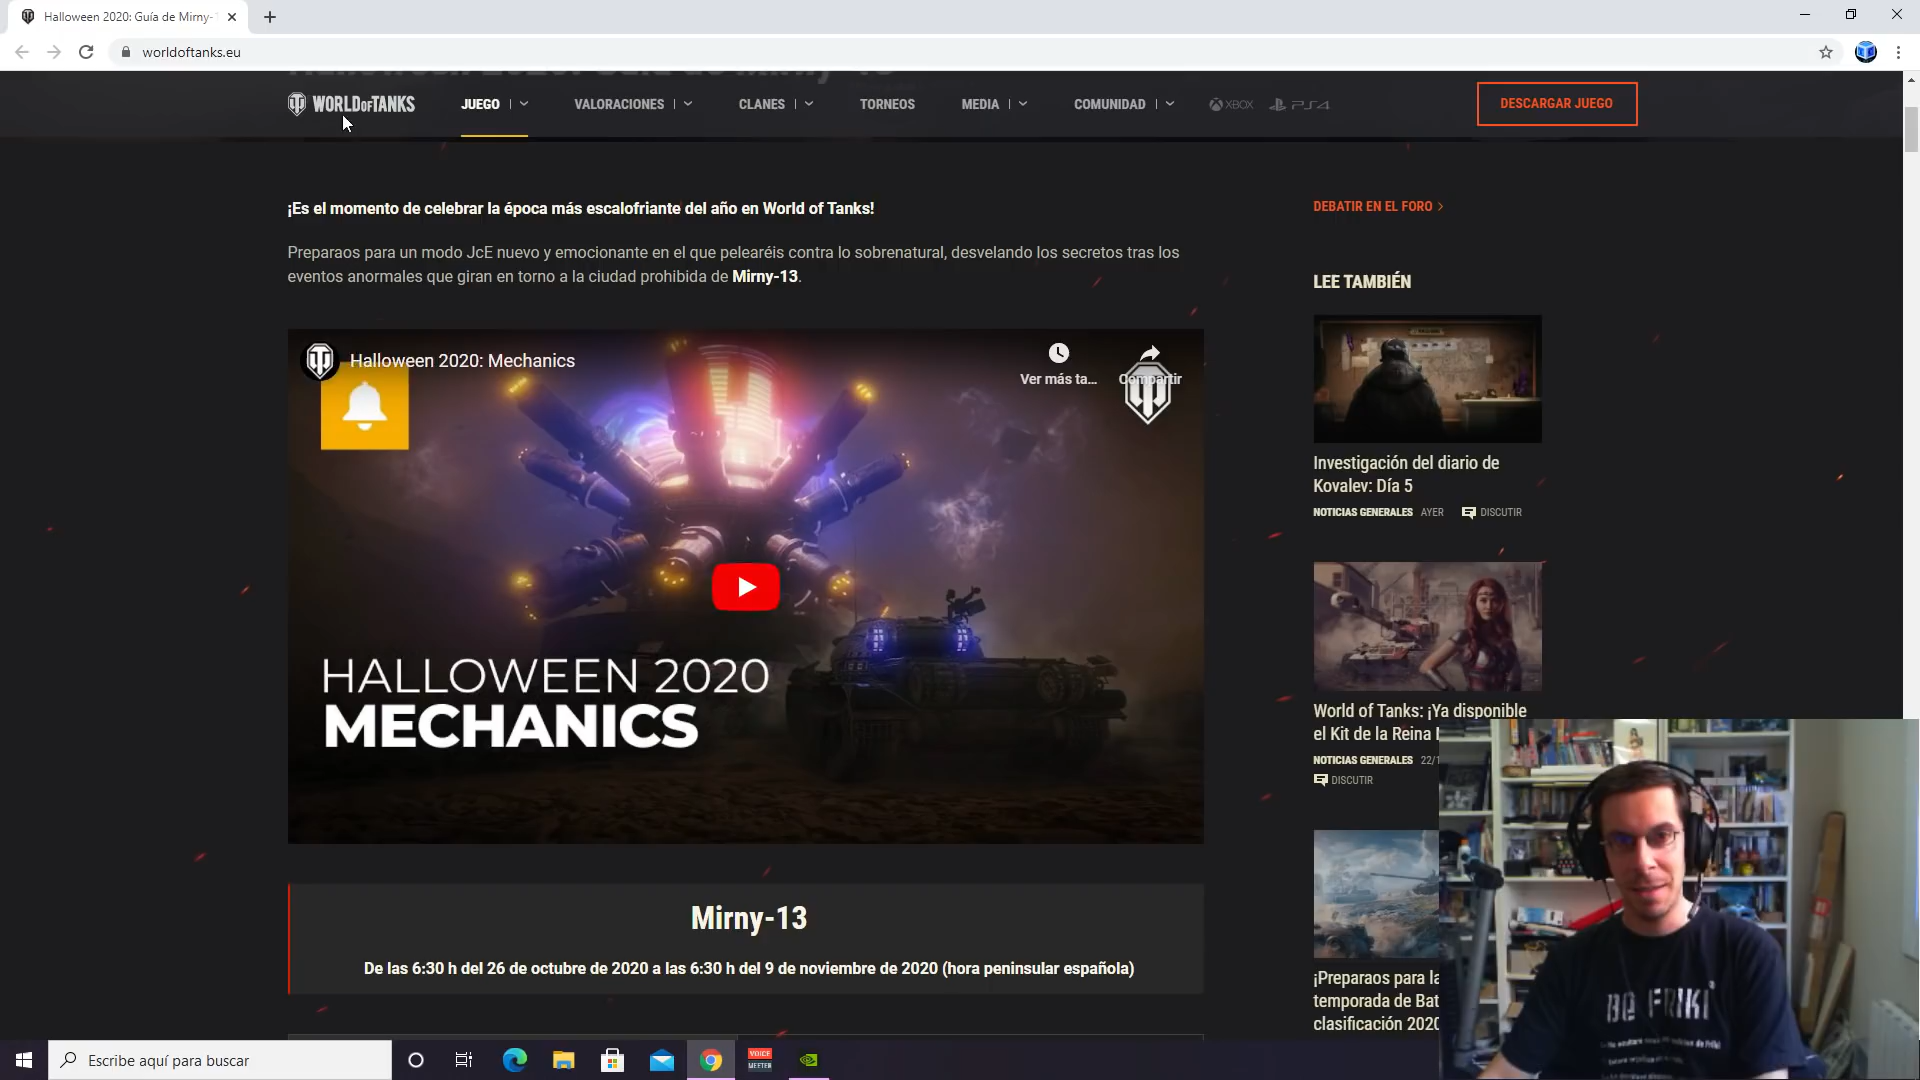 Halloween 2020: Guía de Mirny-
worldoftanks.eu
WORLD OF TANKS
JUEGO
VALORACIONES
CLANES
TORNEOS
MEDIA
COMUNIDAD
XBOX
PS4
DESCARGAR JUEGO
¡Es el momento de celebrar la época más escalofriante del año en World of Tanks!
Preparaos para un modo JcE nuevo y emocionante en el que pelearéis contra lo sobrenatural, desvelando los secretos tras los
eventos anormales que giran en torno a la ciudad prohibida de Mirny-13.
Halloween 2020: Mechanics
Ver más ta...
Compartir
HALLOWEEN 2020
MECHANICS
Mirny-13
De las 6:30 h del 26 de octubre de 2020 a las 6:30 h del 9 de noviembre de 2020 (hora peninsular española)
DEBATIR EN EL FORO
LEE TAMBIÉN
Investigación del diario de
Kovalev: Día 5
NOTICIAS GENERALES AYER DISCUTIR
World of Tanks: ¡Ya disponible
el Kit de la Reina
NOTICIAS GENERALES 22/1
DISCUTIR
¡Preparaos para la
temporada de Bat
clasificación 2020
BE FRIKI
Escribe aquí para buscar
VOICE
MEETER